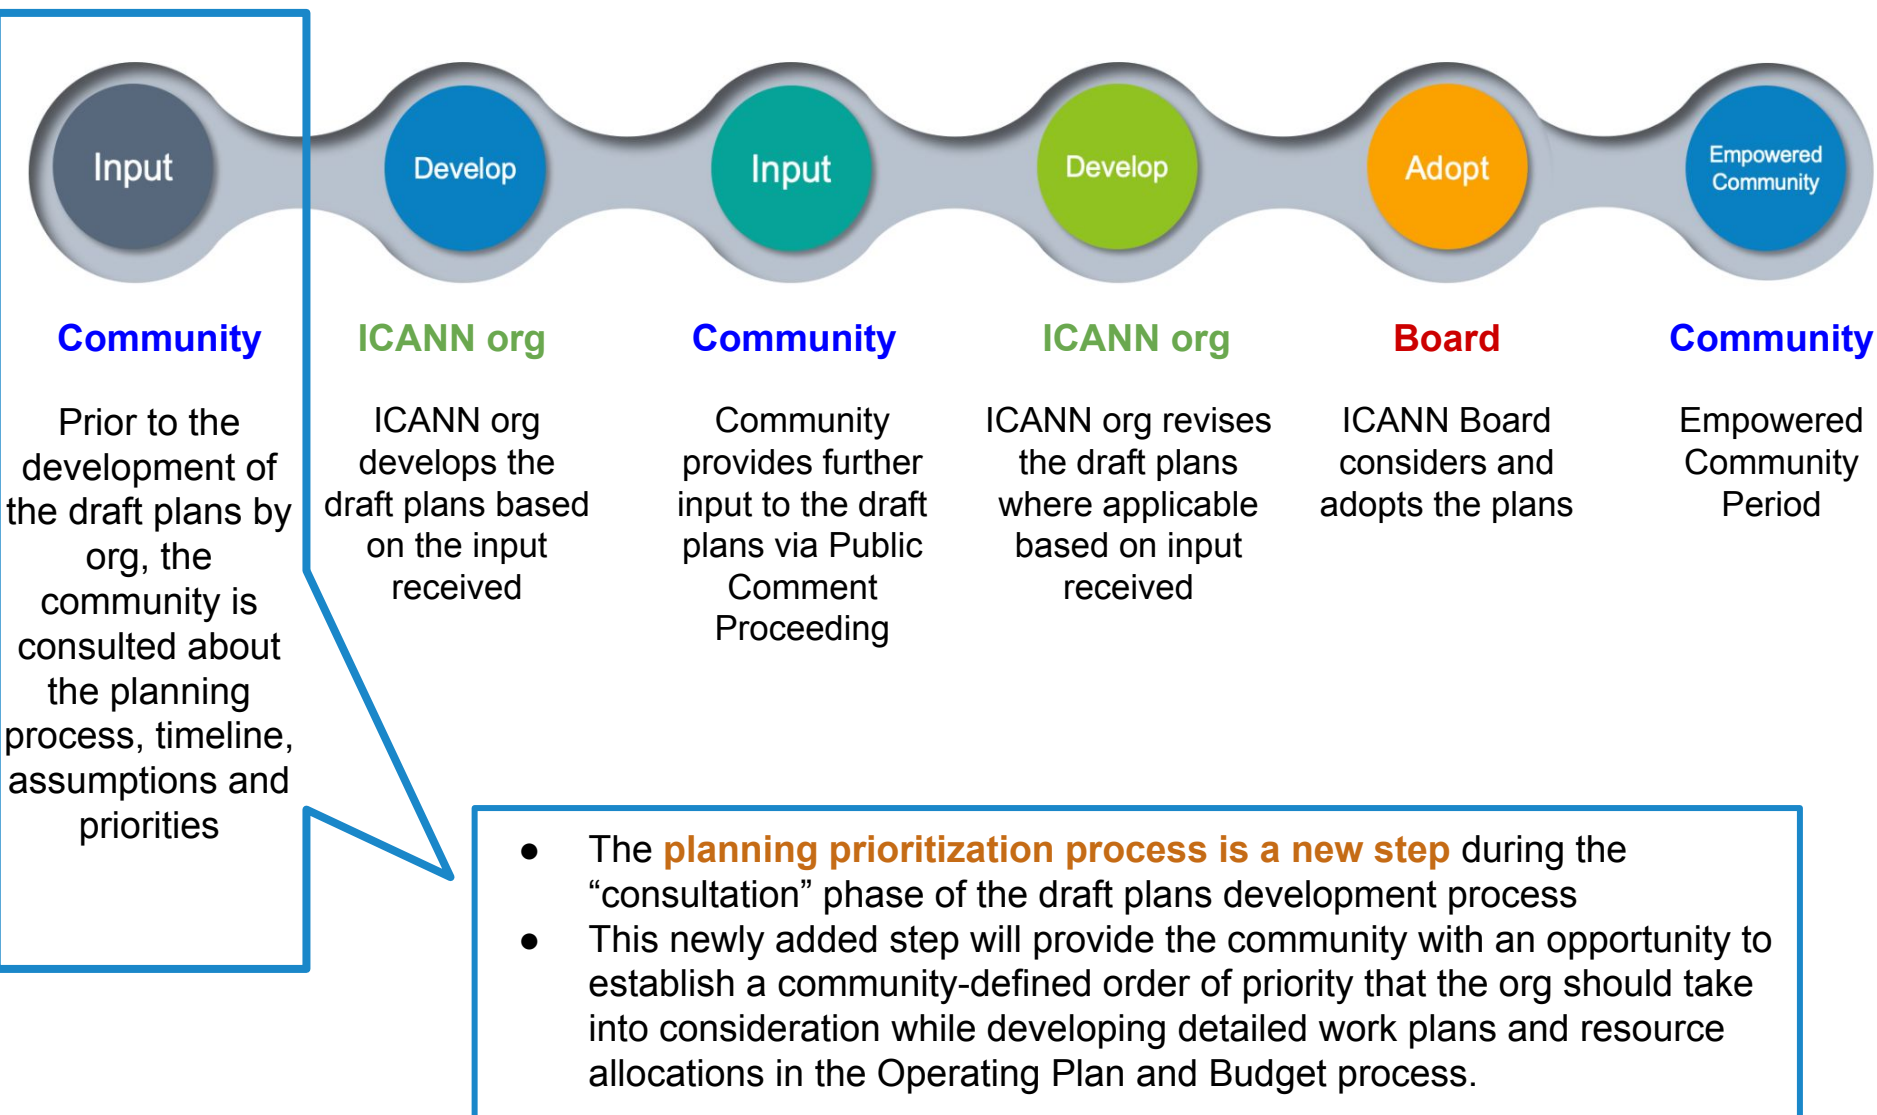 Input
Develop
Input
Develop
Adopt
Empowered
Community
Community
Prior to the
development of
the draft plans by
org, the
community is
consulted about
the planning
process, timeline,
assumptions and
priorities
ICANN org
ICANN org
develops the
draft plans based
on the input
received
Community
Community
provides further
input to the draft
plans via Public
Comment
Proceeding
ICANN org
ICANN org revises
the draft plans
where applicable
based on input
received
Board
ICANN Board
considers and
adopts the plans
Community
Empowered
Community
Period
● The planning prioritization process is a new step during the
“consultation” phase of the draft plans development process
● This newly added step will provide the community with an opportunity to
establish a community-defined order of priority that the org should take
into consideration while developing detailed work plans and resource
allocations in the Operating Plan and Budget process.